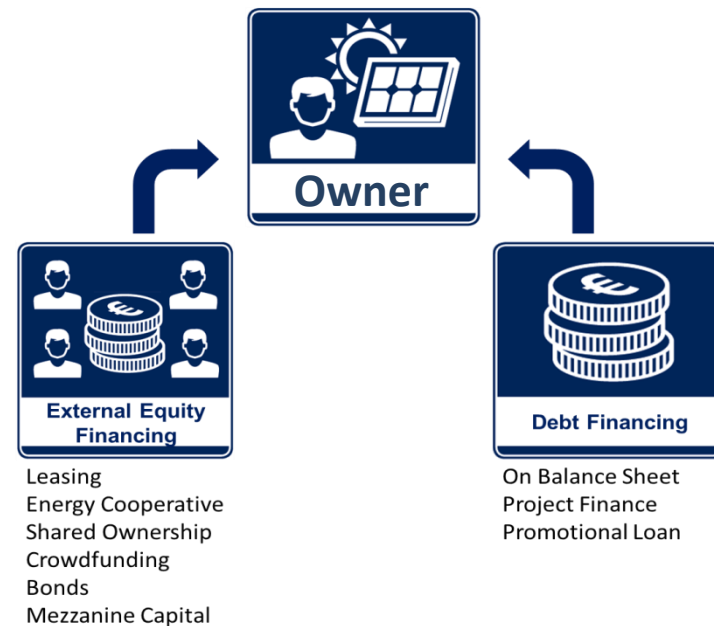 Owner
External Equity
Financing
Leasing
Energy Cooperative
Shared Ownership
Crowdfunding
Bonds
Mezzanine Capital
Debt Financing
On Balance Sheet
Project Finance
Promotional Loan